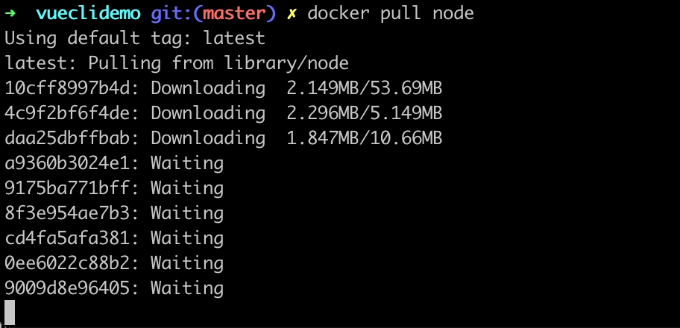 ➜ vueclidemo git:(master) ✗ docker pull node
Using default tag: latest
latest: Pulling from library/node
10cff8997b4d: Downloading 2.149MB/53.69MB
4c9f2bf6f4de: Downloading 2.296MB/5.149MB
daa25dbffbab: Downloading 1.847MB/10.66MB
a9360b3024e1: Waiting
9175ba771bff: Waiting
8f3e954ae7b3: Waiting
cd4fa5afa381: Waiting
0ee6022c88b2: Waiting
9009d8e96405: Waiting